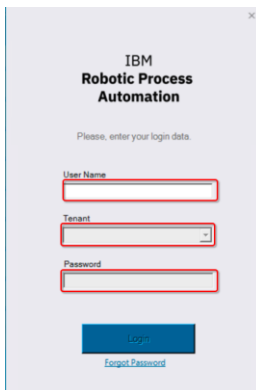 IBM
Robotic Process
Automation
Please, enter your login data.
User Name
Tenant
Password
Login
Forgot Password